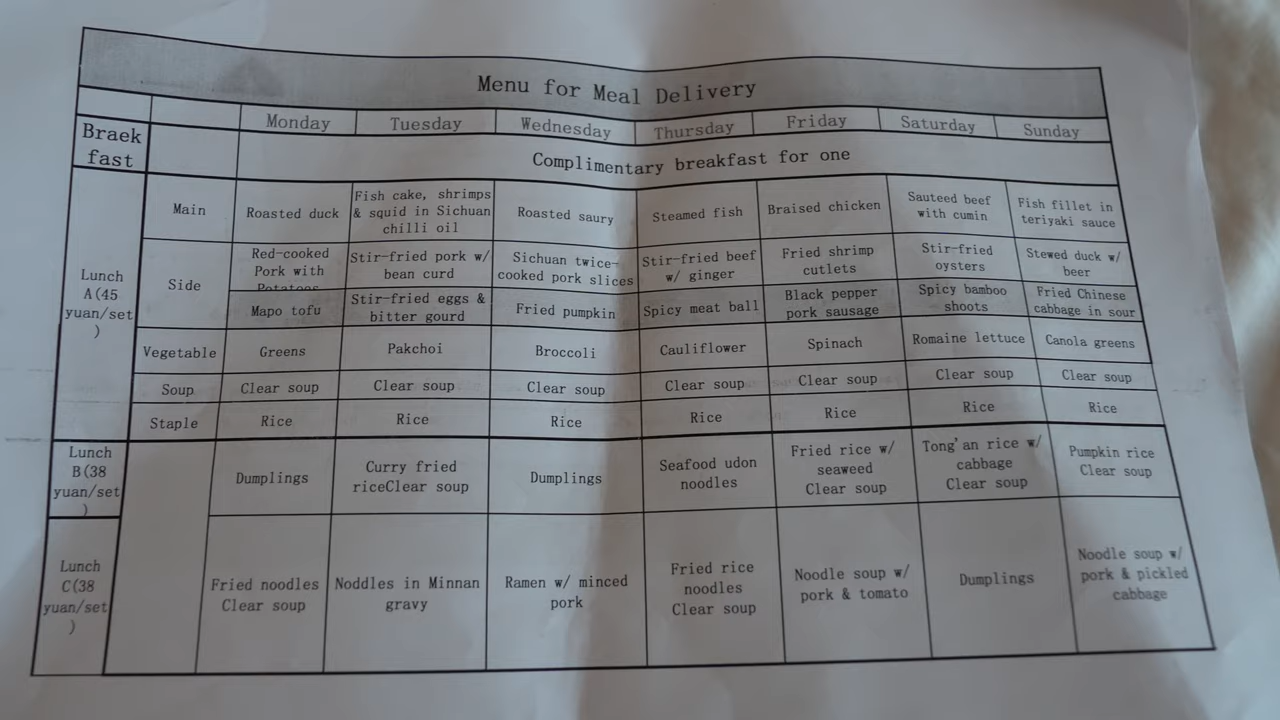 Menu for Meal Delivery
Monday Tuesday Wednesday Thursday Friday Saturday Sunday
Braek
fast
Complimentary breakfast for one
Lunch
A(45
yuan/set
)
Main
Roasted duck
Fish cake, shrimps
& squid in Sichuan
chilli oil
Roasted saury
Steamed fish
Braised chicken
Sauteed beef
with cumin
Fish fillet in
teriyaki sauce
Side
Red-cooked
Pork with
Potatoes
Stir-fried pork w/
bean curd
Sichuan twice-
cooked pork slices
Stir-fried beef
w/ ginger
Fried shrimp
cutlets
Stir-fried
oysters
Stewed duck w/
beer
Mapo tofu
Stir-fried eggs &
bitter gourd
Fried pumpkin
Spicy meat ball
Black pepper
pork sausage
Spicy bamboo
shoots
Fried Chinese
cabbage in sour
Vegetable
Greens
Pakchoi
Broccoli
Cauliflower
Spinach
Romaine lettuce
Canola greens
Soup
Clear soup
Clear soup
Clear soup
Clear soup
Clear soup
Clear soup
Clear soup
Staple
Rice
Rice
Rice
Rice
Rice
Rice
Rice
Lunch
B(38
yuan/set
)
Dumplings
Curry fried
riceClear soup
Dumplings
Seafood udon
noodles
Fried rice w/
seaweed
Clear soup
Tong'an rice w/
cabbage
Clear soup
Pumpkin rice
Clear soup
Lunch
C(38
yuan/set
)
Fried noodles
Clear soup
Noddles in Minnan
gravy
Ramen w/ minced
pork
Fried rice
noodles
Clear soup
Noodle soup w/
pork & tomato
Dumplings
Noodle soup w/
pork & pickled
cabbage